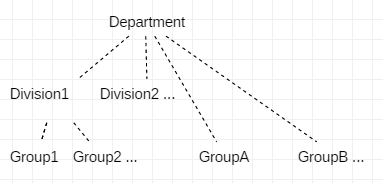 Department
Division1 Division2 ...
Group1 Group2 ... GroupA GroupB ...